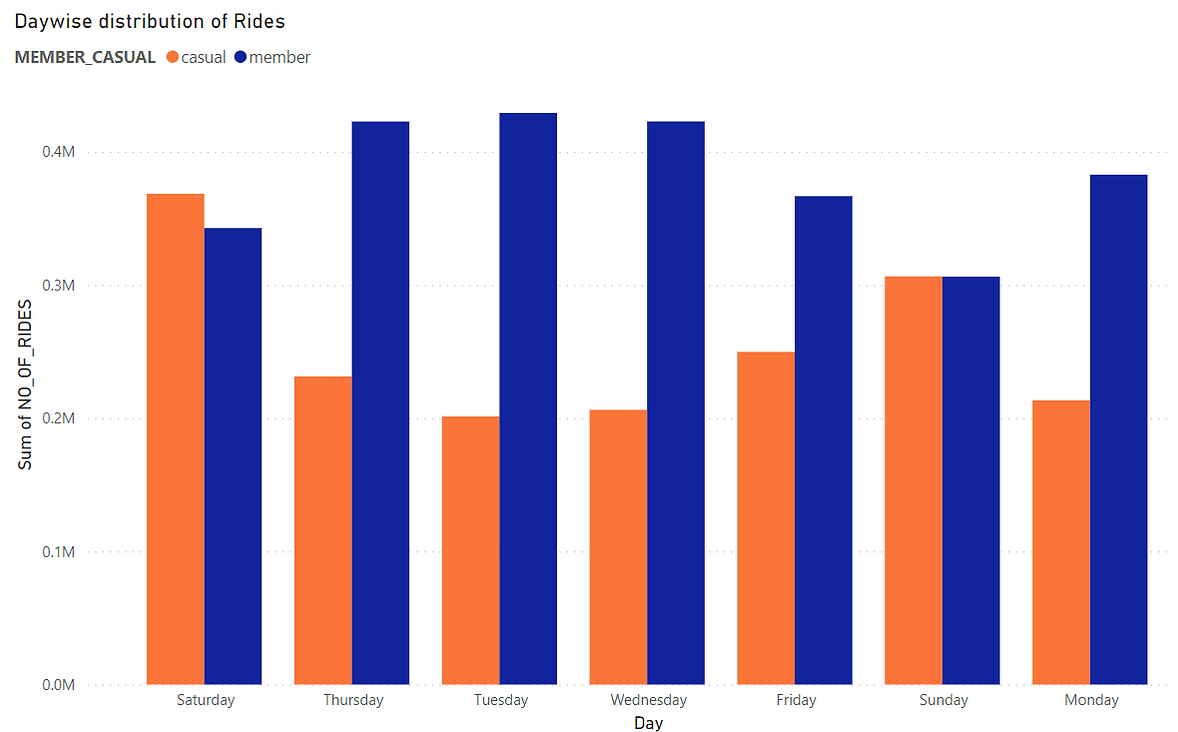 Daywise distribution of Rides
MEMBER_CASUAL casual member
Sum of NO_OF_RIDES
0.4M
0.3M
0.2M
0.1M
0.0M
Saturday Thursday Tuesday Wednesday Friday Sunday Monday
Day